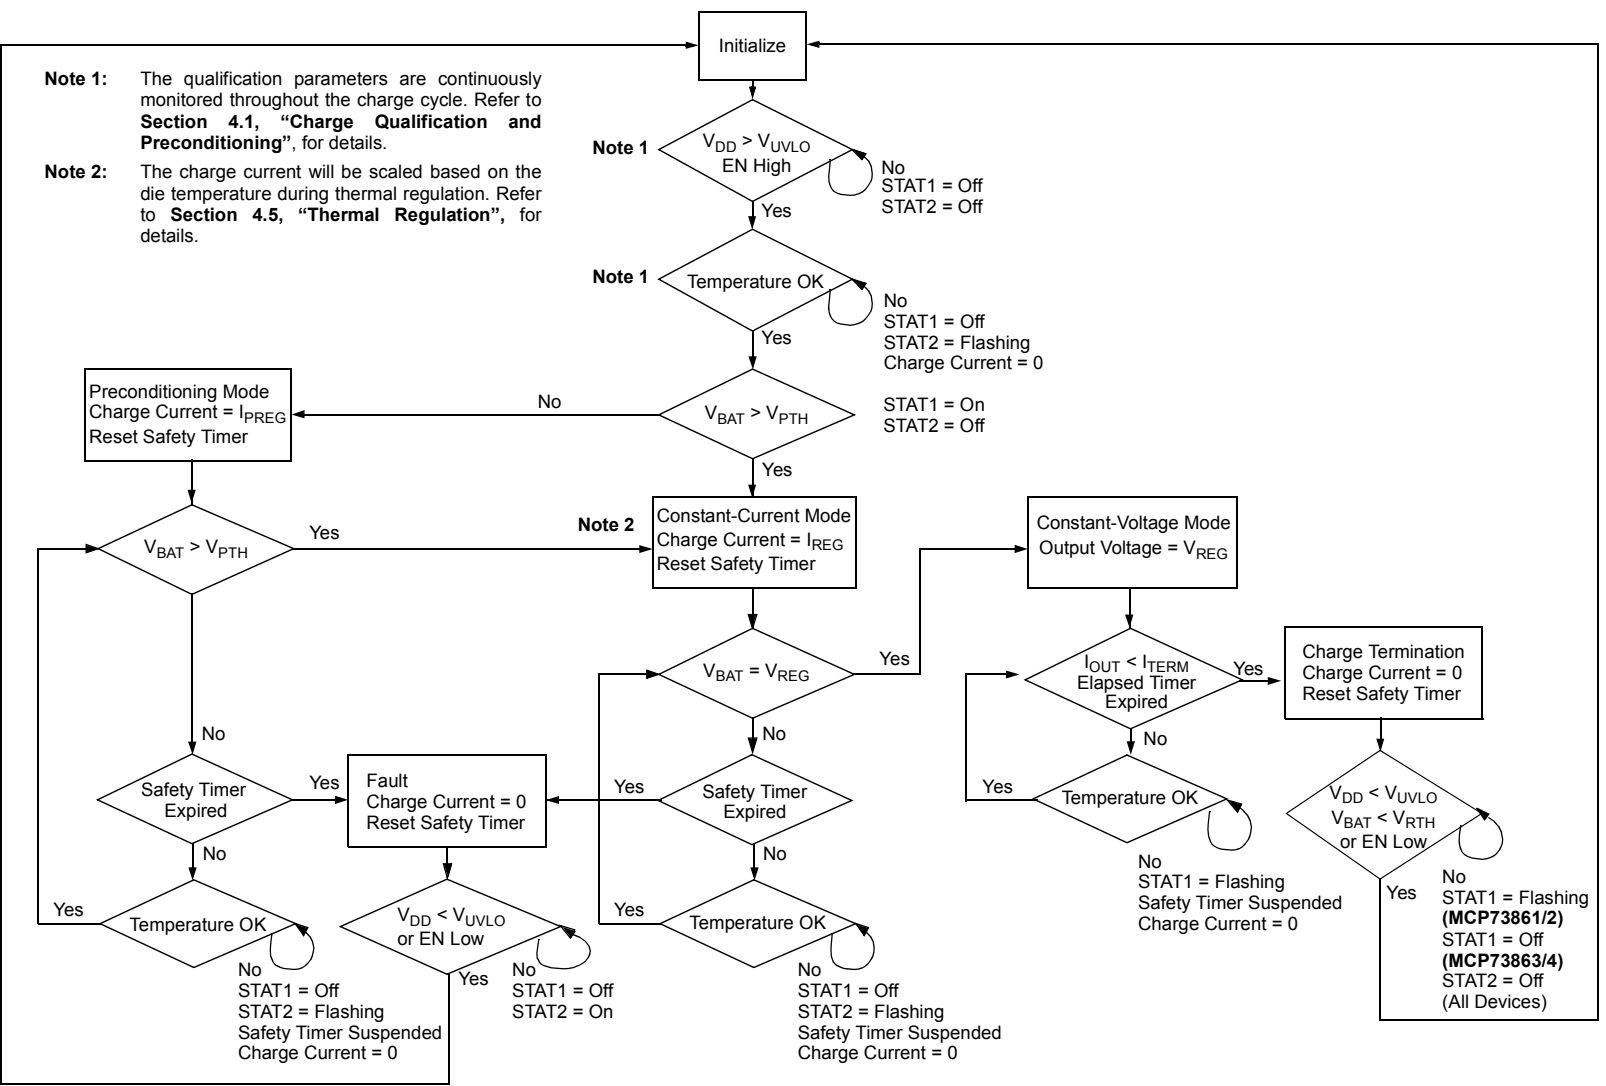 Initialize
Note 1: The qualification parameters are continuously
monitored throughout the charge cycle. Refer to
Section 4.1, “Charge Qualification and
Preconditioning”, for details.
Note 2: The charge current will be scaled based on the
die temperature during thermal regulation. Refer
to Section 4.5, “Thermal Regulation”, for
details.
Note 1
VDD > VUVLO
EN High
No
STAT1 = Off
STAT2 = Off
Yes
Note 1
Temperature OK
No
STAT1 = Off
STAT2 = Flashing
Charge Current = 0
Yes
VBAT > VPTH
STAT1 = On
STAT2 = Off
No
Yes
Preconditioning Mode
Charge Current = IPREG
Reset Safety Timer
VBAT > VPTH
Yes
No
Safety Timer
Expired
Yes
No
Temperature OK
Yes
No
STAT1 = Off
STAT2 = Flashing
Safety Timer Suspended
Charge Current = 0
Fault
Charge Current = 0
Reset Safety Timer
VDD < VUVLO
or EN Low
Yes
No
STAT1 = Off
STAT2 = On
Note 2
Constant-Current Mode
Charge Current = IREG
Reset Safety Timer
VBAT = VREG
Yes
No
Safety Timer
Expired
Yes
No
Temperature OK
Yes
No
STAT1 = Off
STAT2 = Flashing
Safety Timer Suspended
Charge Current = 0
Constant-Voltage Mode
Output Voltage = VREG
IOUT < ITERM
Elapsed Timer
Expired
Yes
No
Temperature OK
Yes
No
STAT1 = Flashing
Safety Timer Suspended
Charge Current = 0
Charge Termination
Charge Current = 0
Reset Safety Timer
VDD < VUVLO
VBAT < VRTH
or EN Low
Yes
No
STAT1 = Flashing
(MCP73861/2)
STAT1 = Off
(MCP73863/4)
STAT2 = Off
(All Devices)